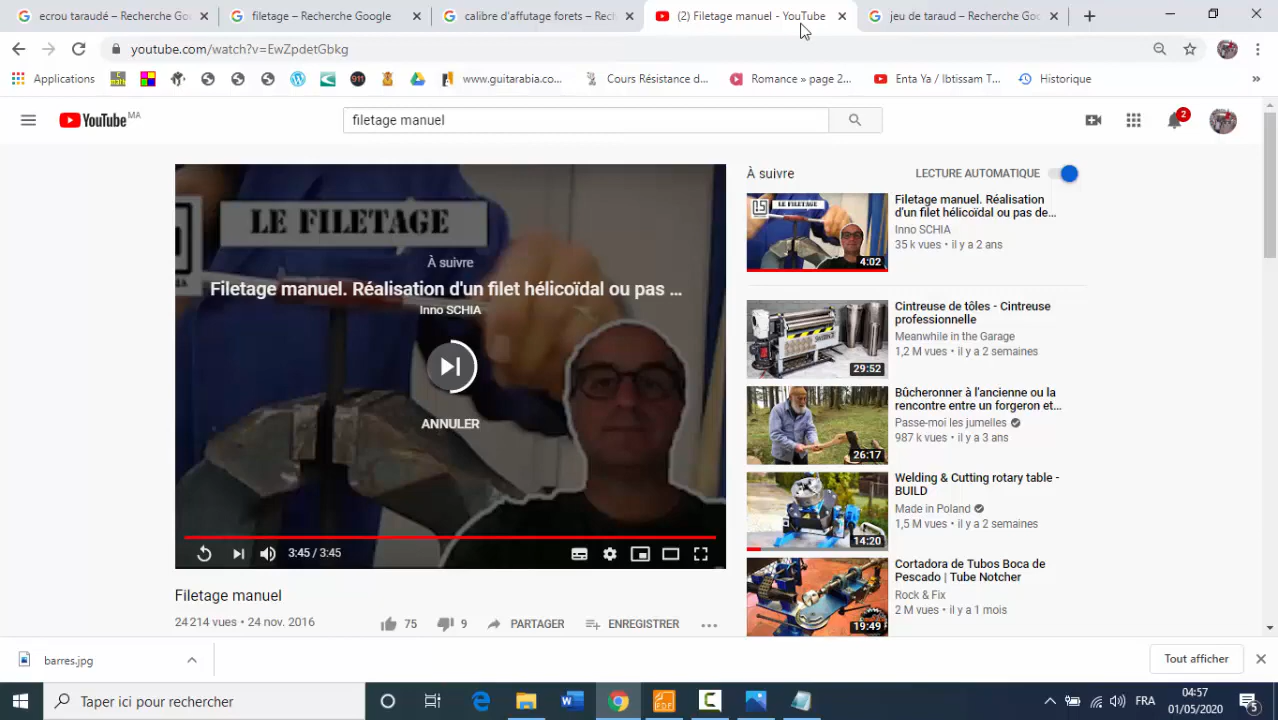 ecrou taraudé – Recherche Goo
filetage – Recherche Google
calibre d'affutage forets – Rech
(2) Filetage manuel - YouTube
jeu de taraud – Recherche Goo
youtube.com/watch?v=EwZpdetGbkg
Applications
math
911
www.guitarabia.co...
Cours Résistance d...
Romance » page 2...
Enta Ya / Ibtissam T...
Historique
»
YouTube MA
filetage manuel
2
LE FILETAGE
À suivre
Filetage manuel. Réalisation d'un filet hélicoïdal ou pas ...
Inno SCHIA
ANNULER
3:45 / 3:45
Filetage manuel
24 214 vues • 24 nov. 2016
75
9
PARTAGER
ENREGISTRER
À suivre
LECTURE AUTOMATIQUE
LE FILETAGE
4:02
Filetage manuel. Réalisation
d'un filet hélicoïdal ou pas de...
Inno SCHIA
35 k vues • il y a 2 ans
29:52
Cintreuse de tôles - Cintreuse
professionnelle
Meanwhile in the Garage
1,2 M vues • il y a 2 semaines
26:17
Bûcheronner à l'ancienne ou la
rencontre entre un forgeron et...
Passe-moi les jumelles
987 k vues • il y a 3 ans
14:20
Welding & Cutting rotary table -
BUILD
Made in Poland
1,5 M vues • il y a 2 semaines
19:49
Cortadora de Tubos Boca de
Pescado | Tube Notcher
Rock & Fix
2 M vues • il y a 1 mois
barres.jpg
Tout afficher
Taper ici pour rechercher
PDF
FRA
04:57
01/05/2020
5